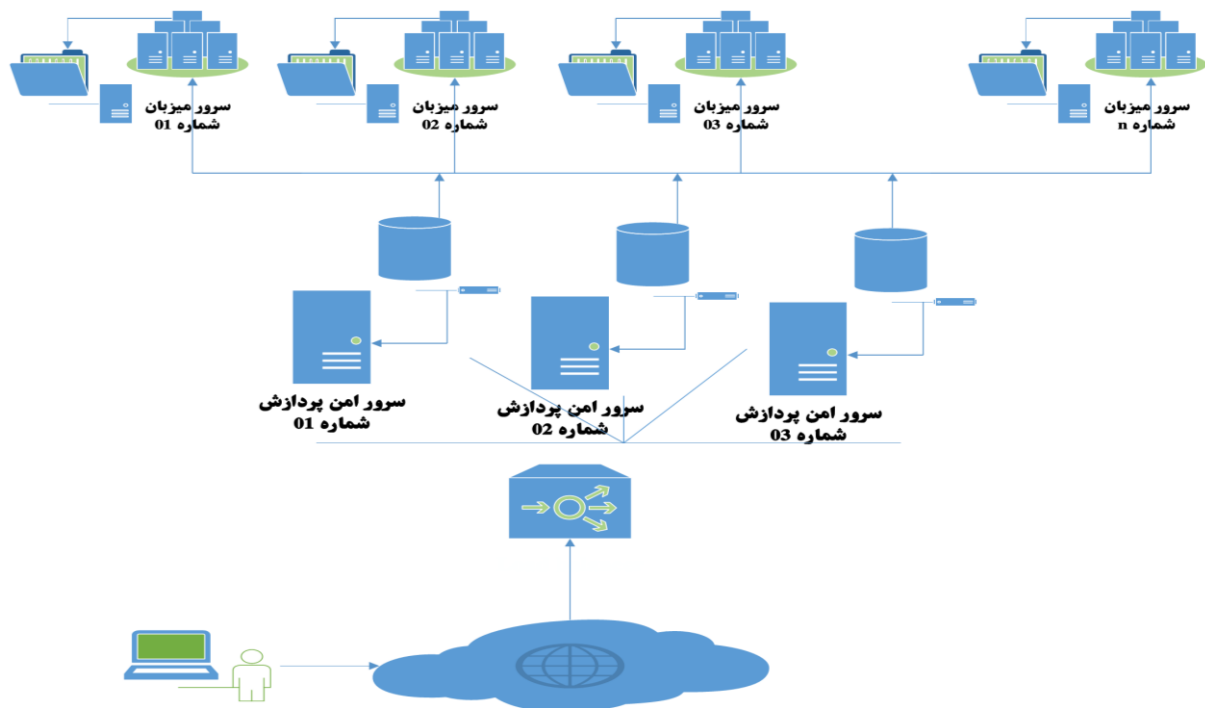 سرور میزبان
شماره 01
سرور میزبان
شماره 02
سرور میزبان
شماره 03
سرور میزبان
شماره n
سرور امن پردازش
شماره 01
سرور امن پردازش
شماره 02
سرور امن پردازش
شماره 03